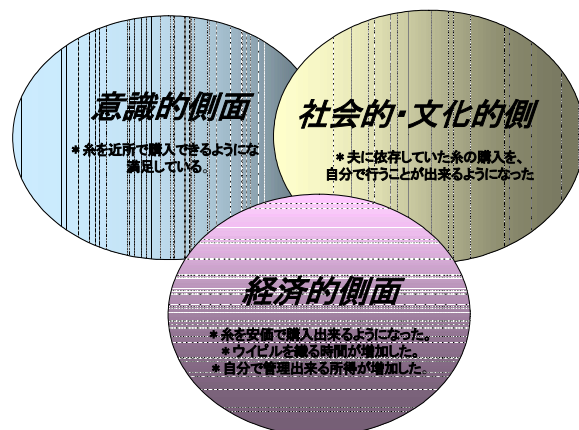 意識的側面
＊糸を近所で購入できるようにな
満足している。
社会的・文化的側
＊夫に依存していた糸の購入を、
自分で行うことが出来るようになった
経済的側面
＊糸を安価で購入出来るようになった。
＊ウイピルを織る時間が増加した。
＊自分で管理出来る所得が増加した。